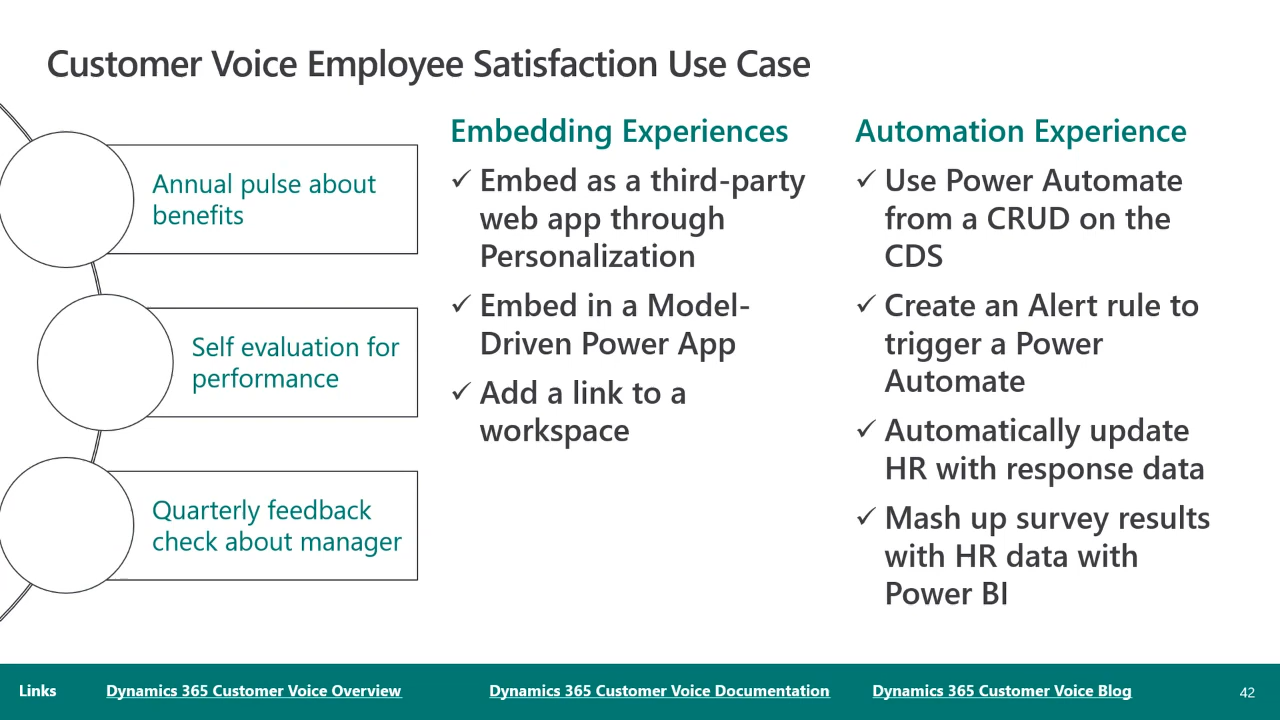 Customer Voice Employee Satisfaction Use Case
Annual pulse about
benefits
Self evaluation for
performance
Quarterly feedback
check about manager
Embedding Experiences
✓ Embed as a third-party
web app through
Personalization
✓ Embed in a Model-
Driven Power App
✓ Add a link to a
workspace
Automation Experience
✓ Use Power Automate
from a CRUD on the
CDS
✓ Create an Alert rule to
trigger a Power
Automate
✓ Automatically update
HR with response data
✓ Mash up survey results
with HR data with
Power BI
Links
Dynamics 365 Customer Voice Overview
Dynamics 365 Customer Voice Documentation
Dynamics 365 Customer Voice Blog
42